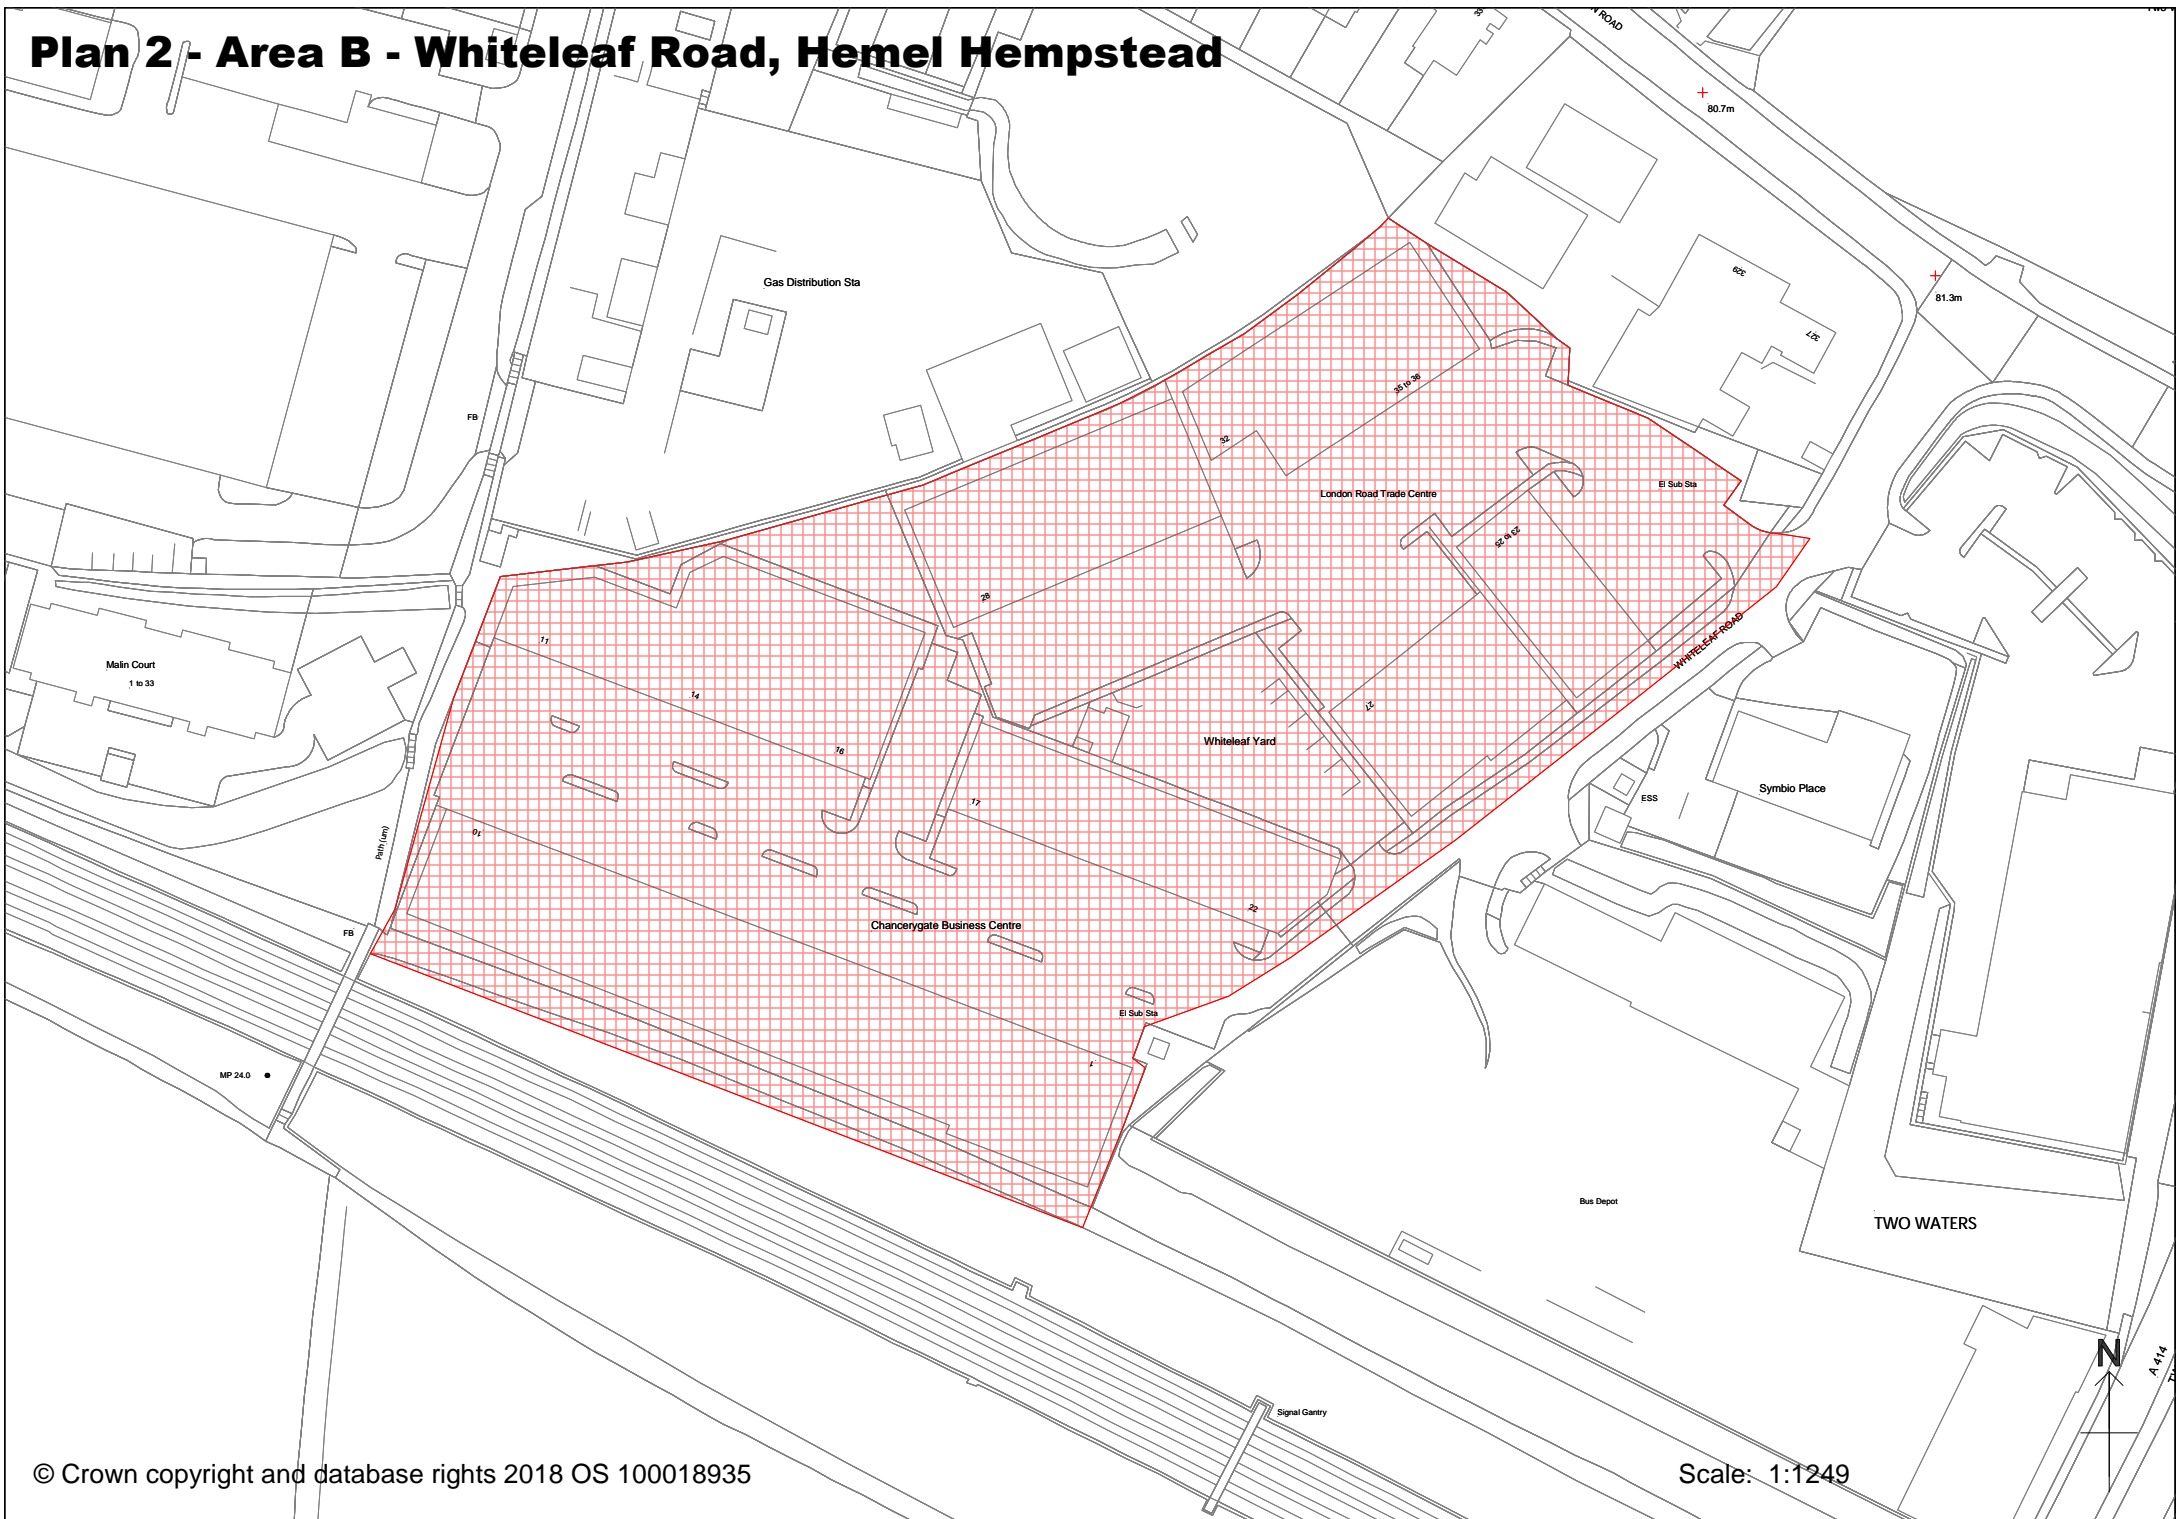 Plan 2 - Area B - Whiteleaf Road, Hemel Hempstead
33
N ROAD
80.7m
81.3m
329
327
Gas Distribution Sta
FB
35 to 36
32
London Road Trade Centre
El Sub Sta
23 to 25
28
11
WHITELEAF ROAD
Malin Court
1 to 33
14
16
27
Whiteleaf Yard
Symbio Place
ESS
17
10
Path (um)
22
Chancerygate Business Centre
FB
El Sub Sta
1
MP 24.0
Bus Depot
TWO WATERS
N
A 414
Signal Gantry
© Crown copyright and database rights 2018 OS 100018935
Scale: 1:1249